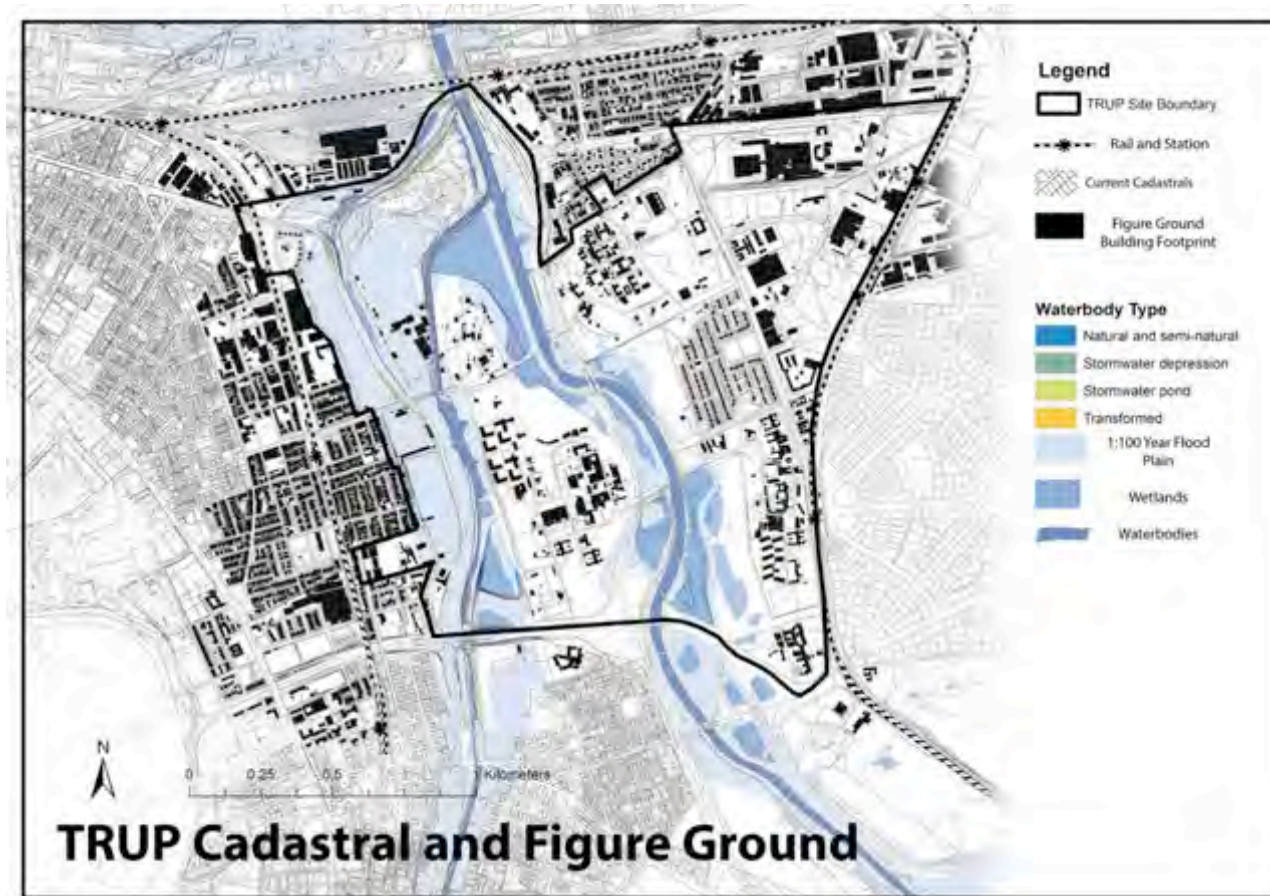 Legend
TRUP Site Boundary
Rail and Station
Current Cadastrals
Figure Ground
Building Footprint
Waterbody Type
Natural and semi-natural
Stormwater depression
Stormwater pond
Transformed
1:100 Year Flood
Plain
Wetlands
Waterbodies
N
0 0.25 0.5 1 Kilometers
TRUP Cadastral and Figure Ground